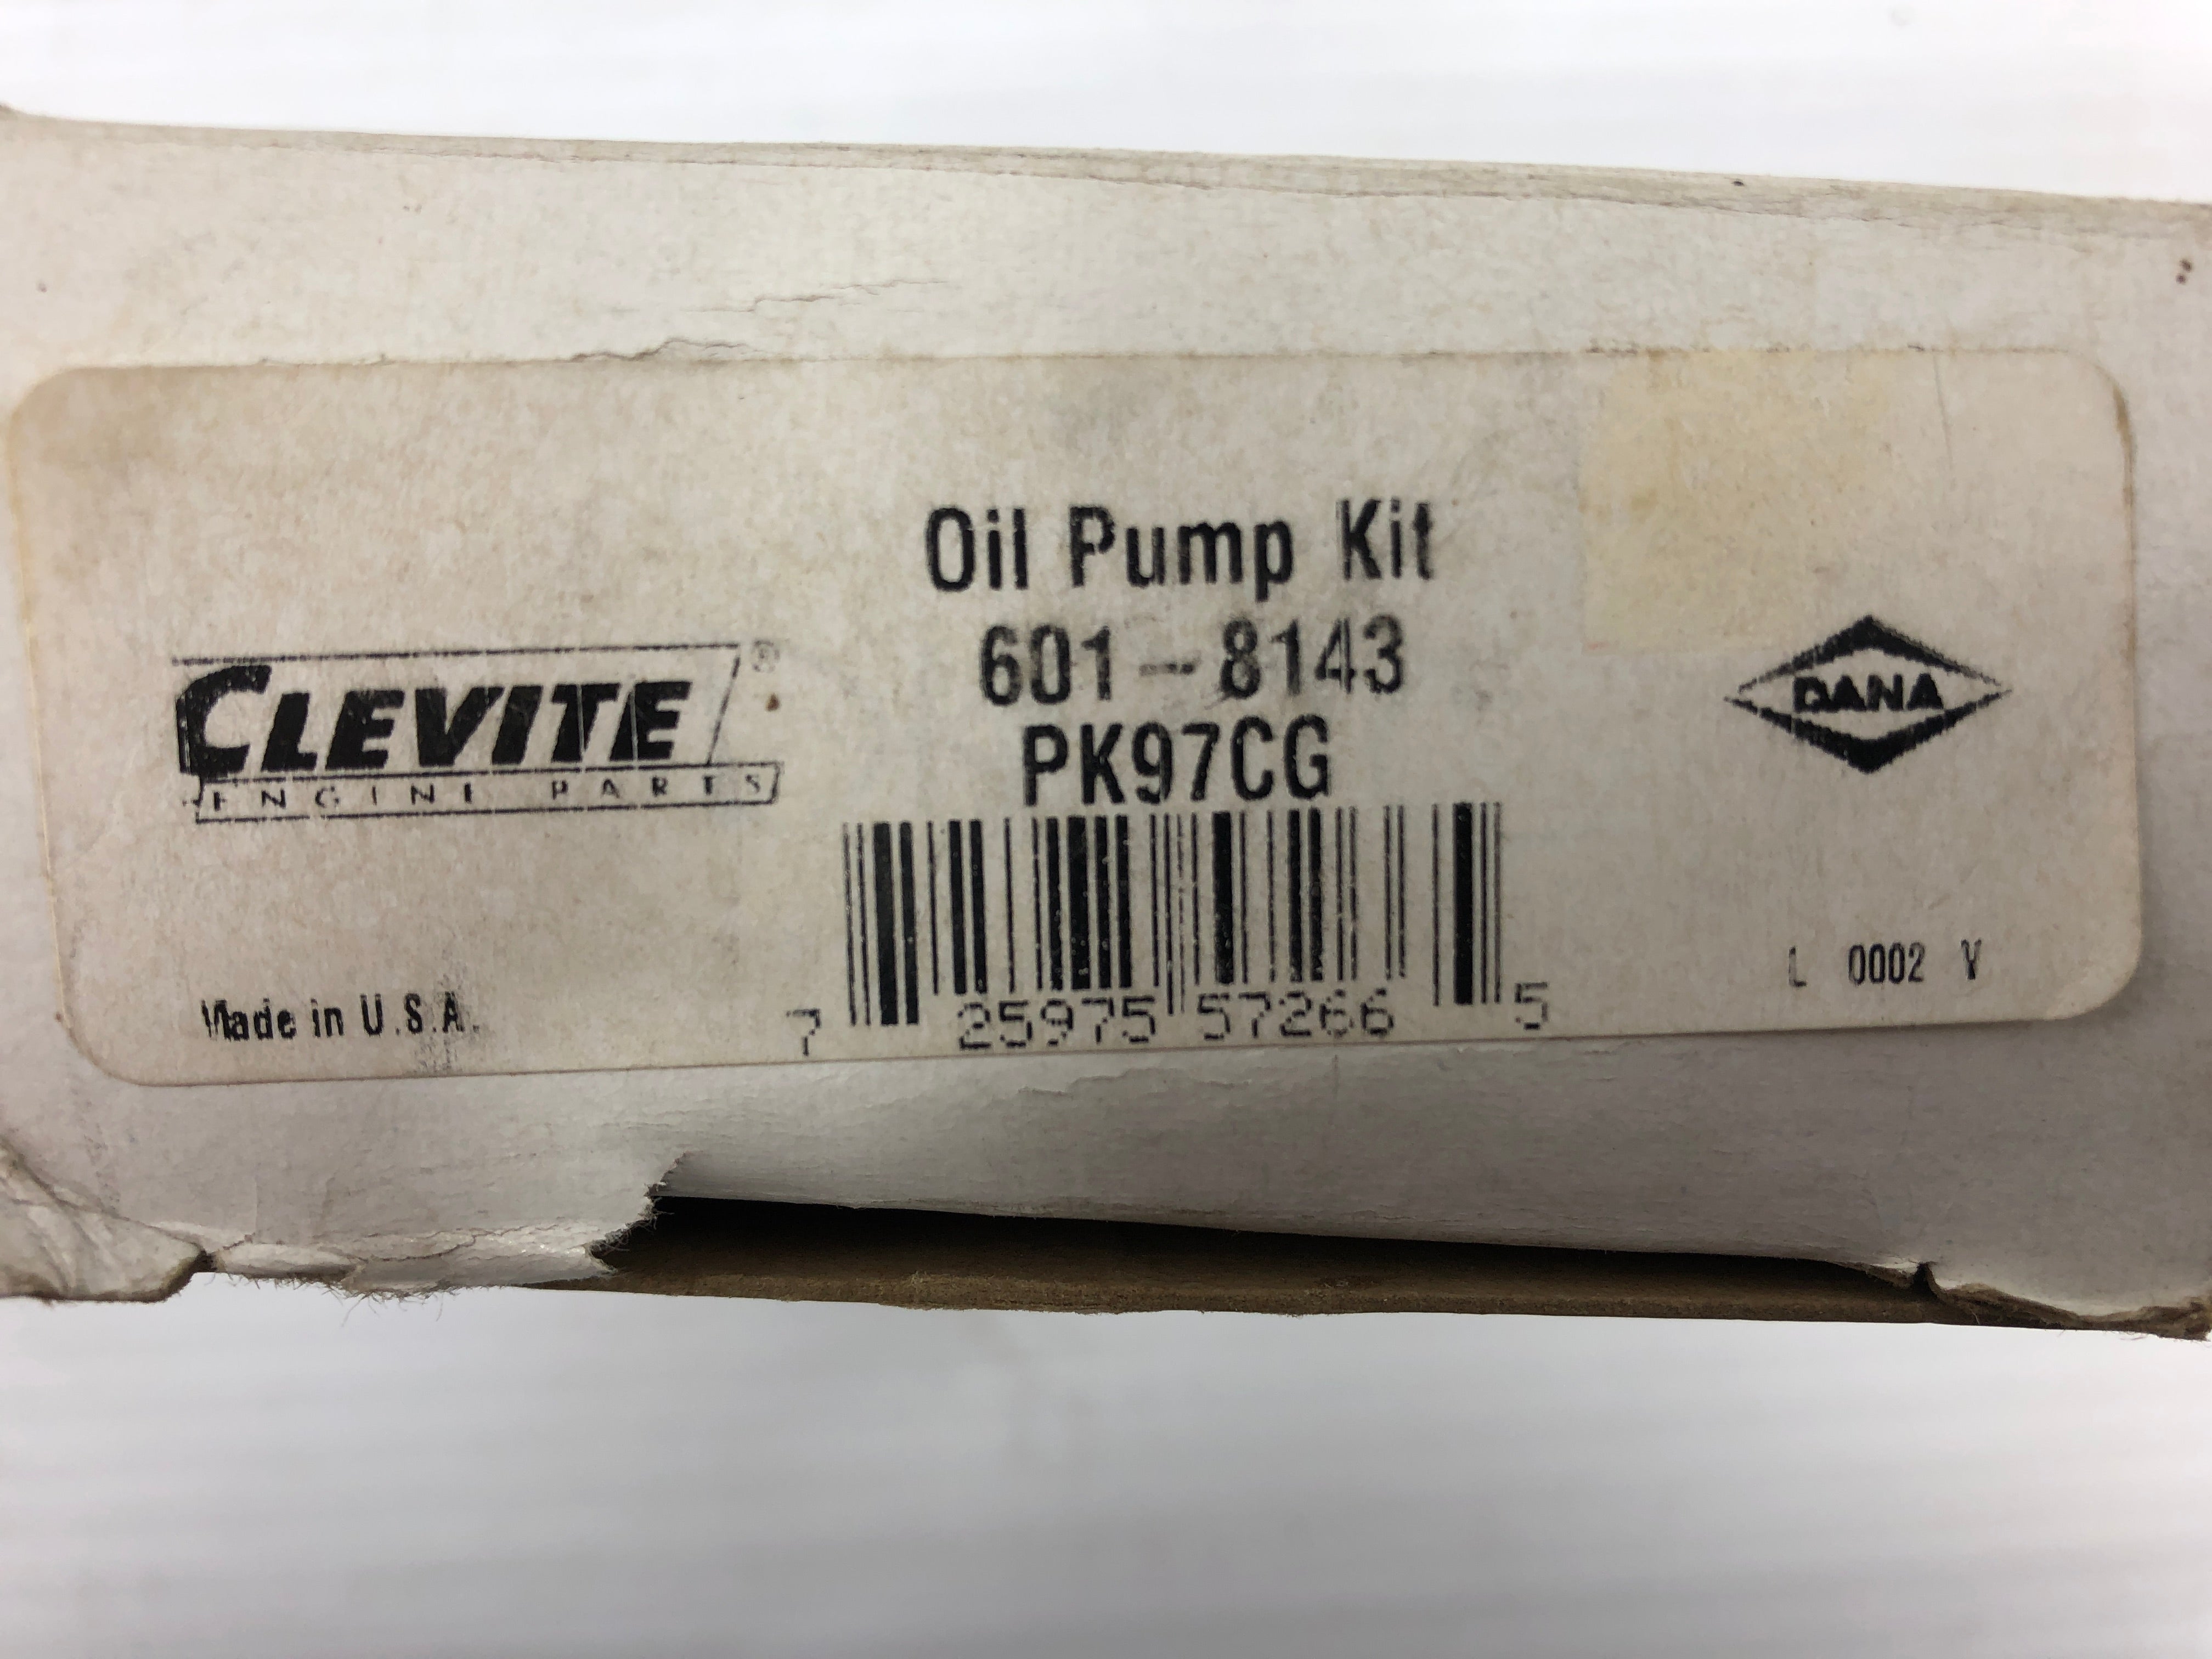 Oil Pump Kit
601-8143
PK97CG
CLEVITE®
ENGINE PARTS
DANA
Made in U.S.A.
7 25975 57266 5
L 0002 V